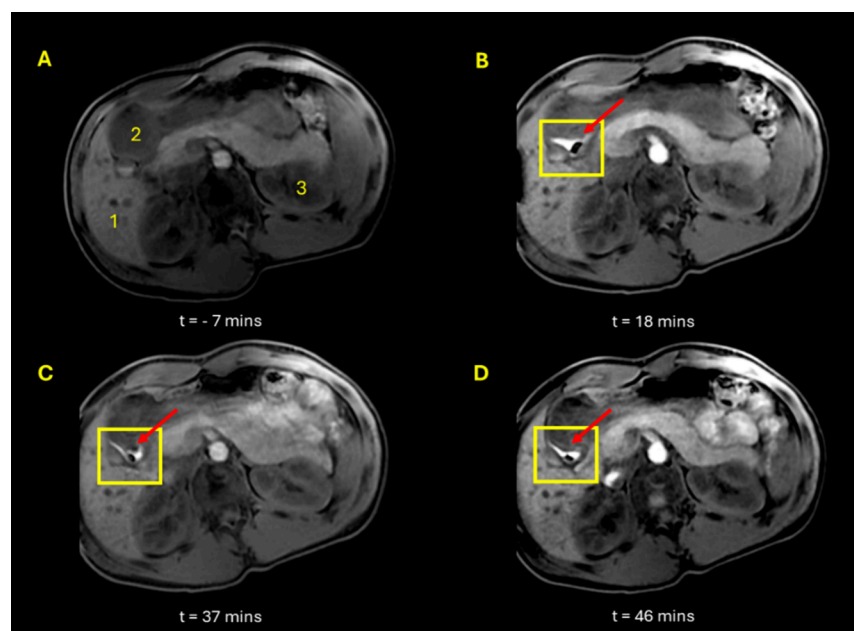 A
B
2
3
1
t = - 7 mins
t = 18 mins
C
D
t = 37 mins
t = 46 mins